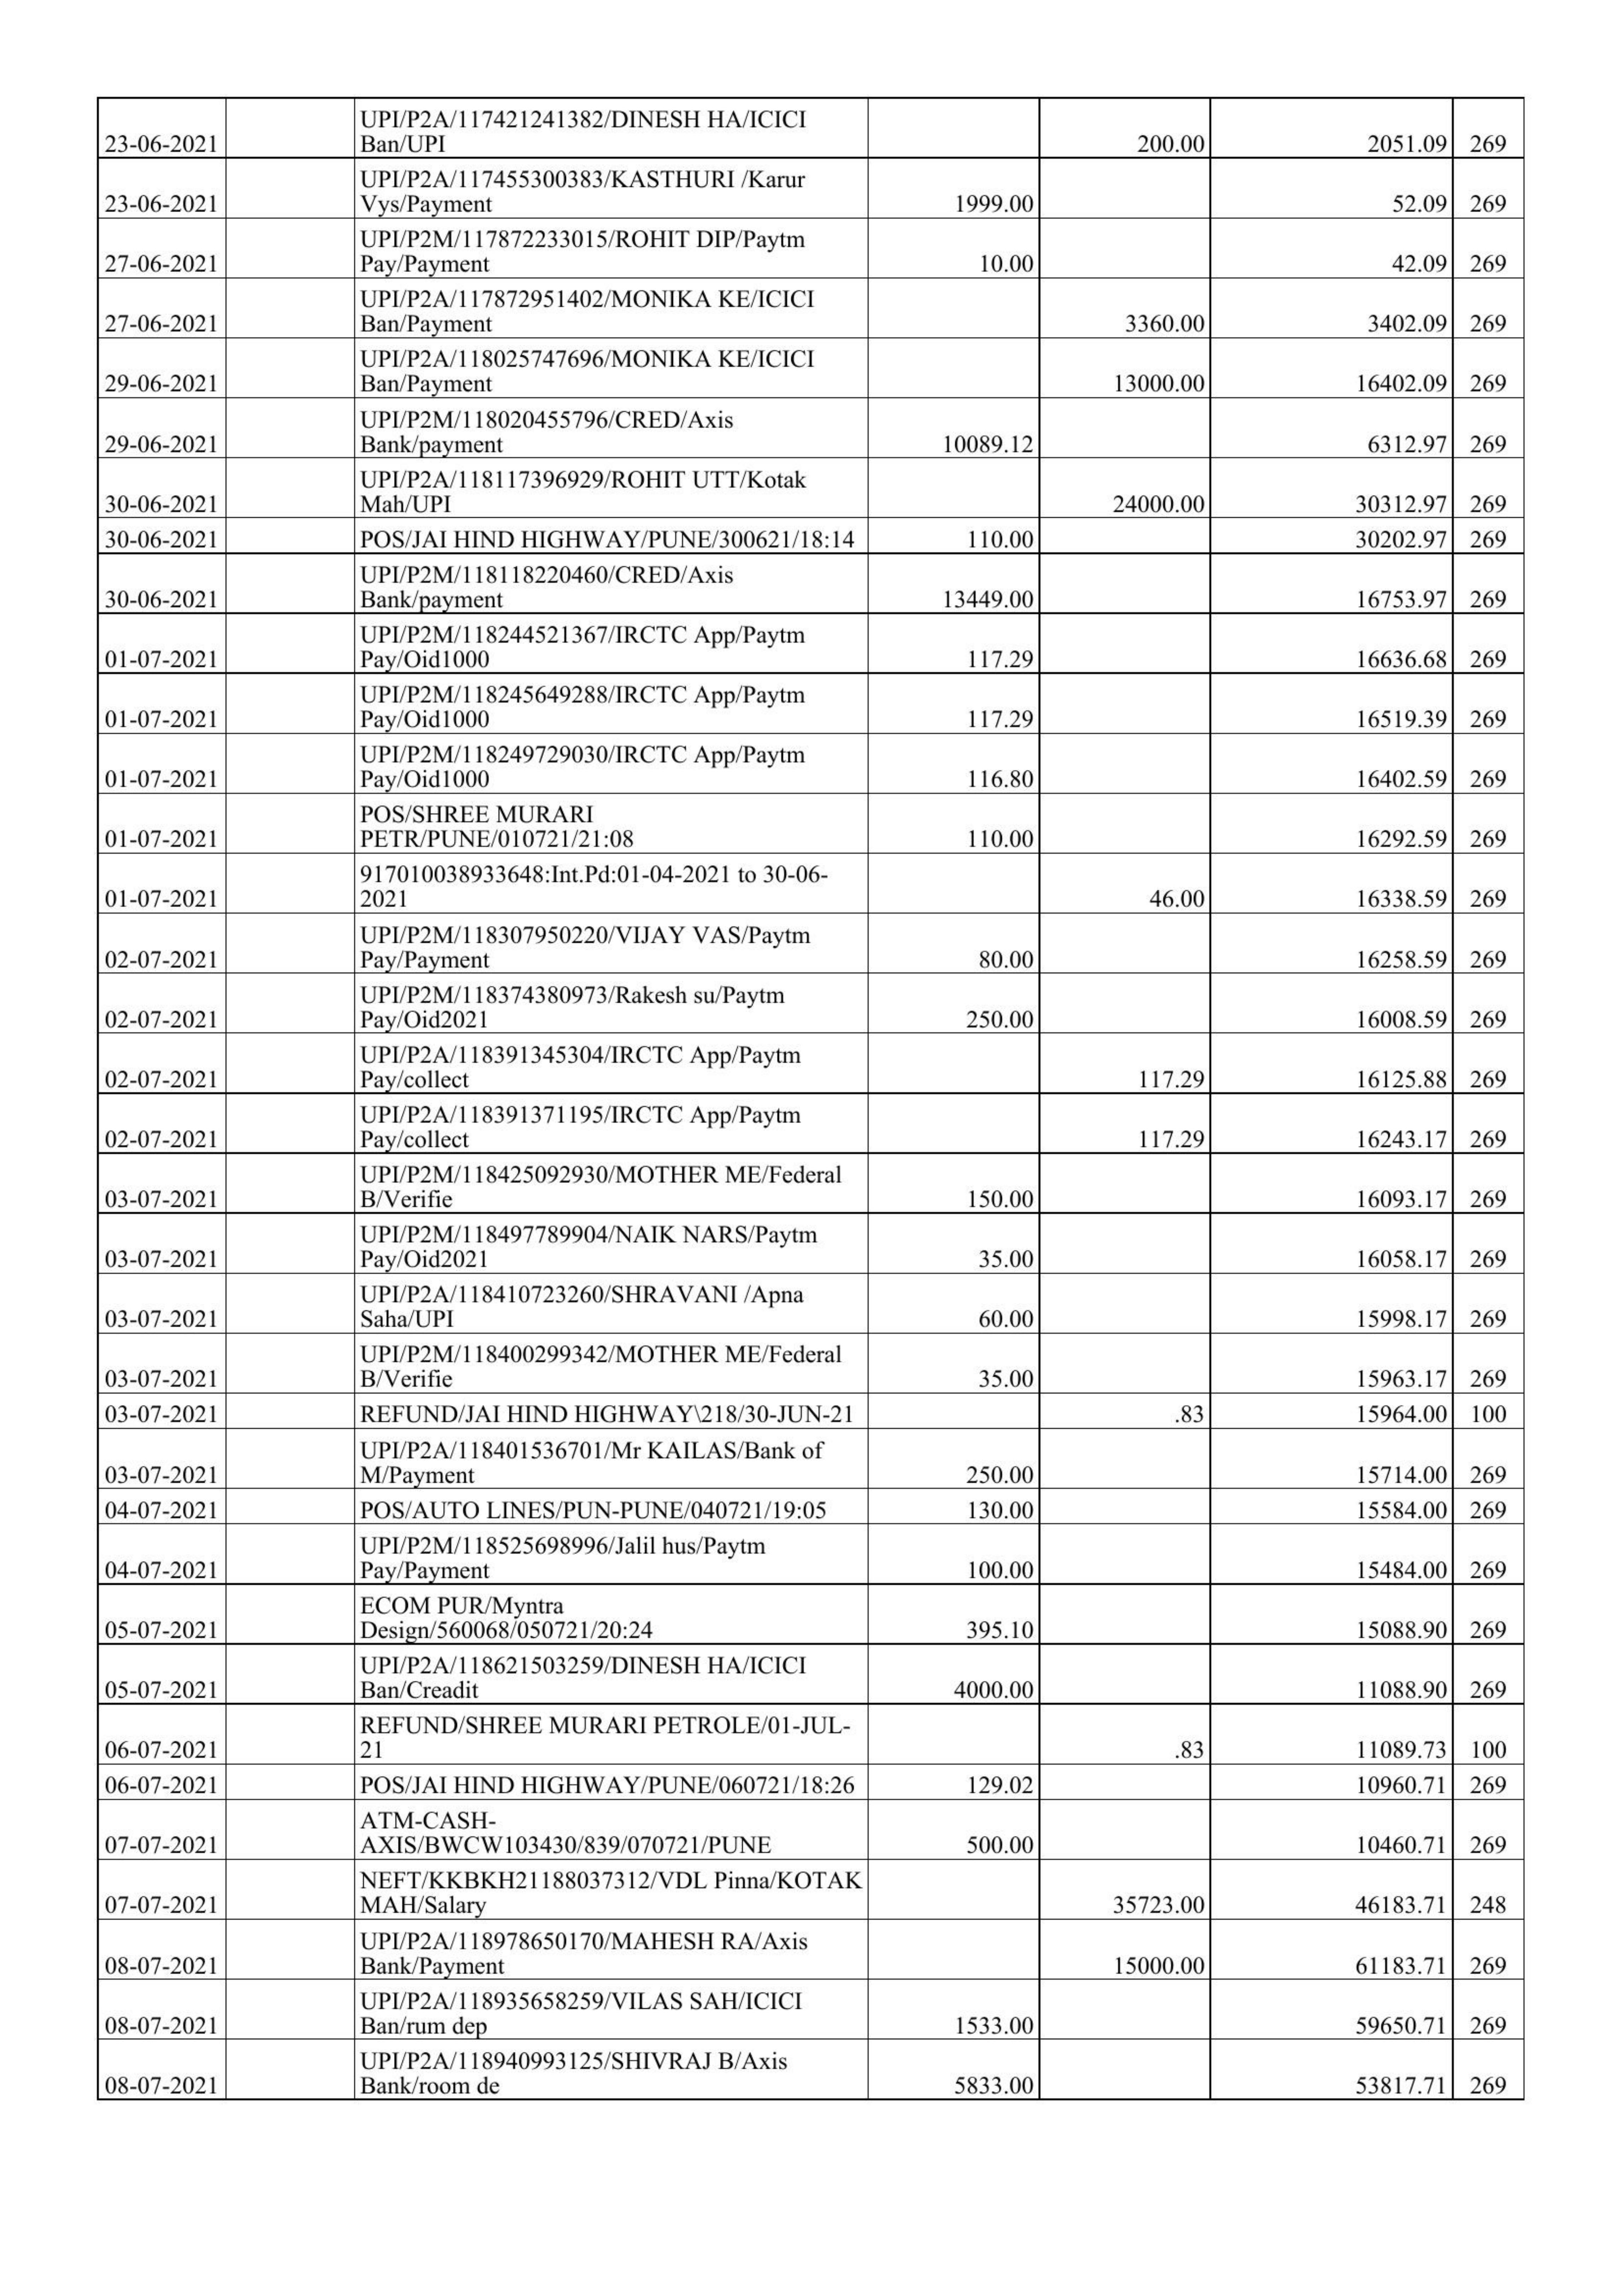 UPI/P2A/117421241382/DINESH HA/ICICI
23-06-2021 Ban/UPI 200.00 2051.09 269
UPI/P2A/117455300383/KASTHURI /Karur
23-06-2021 Vys/Payment 1999.00 52.09 269
UPI/P2M/117872233015/ROHIT DIP/Paytm
27-06-2021 Pay/Payment 10.00 42.09 269
UPI/P2A/117872951402/MONIKA KE/ICICI
27-06-2021 Ban/Payment 3360.00 3402.09 269
UPI/P2A/118025747696/MONIKA KE/ICICI
29-06-2021 Ban/Payment 13000.00 16402.09 269
UPI/P2M/118020455796/CRED/Axis
29-06-2021 Bank/payment 10089.12 6312.97 269
UPI/P2A/118117396929/ROHIT UTT/Kotak
30-06-2021 Mah/UPI 24000.00 30312.97 269
30-06-2021 POS/JAI HIND HIGHWAY/PUNE/300621/18:14 110.00 30202.97 269
UPI/P2M/118118220460/CRED/Axis
30-06-2021 Bank/payment 13449.00 16753.97 269
UPI/P2M/118244521367/IRCTC App/Paytm
01-07-2021 Pay/Oid1000 117.29 16636.68 269
UPI/P2M/118245649288/IRCTC App/Paytm
01-07-2021 Pay/Oid1000 117.29 16519.39 269
UPI/P2M/118249729030/IRCTC App/Paytm
01-07-2021 Pay/Oid1000 116.80 16402.59 269
POS/SHREE MURARI
01-07-2021 PETR/PUNE/010721/21:08 110.00 16292.59 269
917010038933648:Int.Pd:01-04-2021 to 30-06-
01-07-2021 2021 46.00 16338.59 269
UPI/P2M/118307950220/VIJAY VAS/Paytm
02-07-2021 Pay/Payment 80.00 16258.59 269
UPI/P2M/118374380973/Rakesh su/Paytm
02-07-2021 Pay/Oid2021 250.00 16008.59 269
UPI/P2A/118391345304/IRCTC App/Paytm
02-07-2021 Pay/collect 117.29 16125.88 269
UPI/P2A/118391371195/IRCTC App/Paytm
02-07-2021 Pay/collect 117.29 16243.17 269
UPI/P2M/118425092930/MOTHER ME/Federal
03-07-2021 B/Verifie 150.00 16093.17 269
UPI/P2M/118497789904/NAIK NARS/Paytm
03-07-2021 Pay/Oid2021 35.00 16058.17 269
UPI/P2A/118410723260/SHRAVANI /Apna
03-07-2021 Saha/UPI 60.00 15998.17 269
UPI/P2M/118400299342/MOTHER ME/Federal
03-07-2021 B/Verifie 35.00 15963.17 269
03-07-2021 REFUND/JAI HIND HIGHWAY\218/30-JUN-21 .83 15964.00 100
UPI/P2A/118401536701/Mr KAILAS/Bank of
03-07-2021 M/Payment 250.00 15714.00 269
04-07-2021 POS/AUTO LINES/PUN-PUNE/040721/19:05 130.00 15584.00 269
UPI/P2M/118525698996/Jalil hus/Paytm
04-07-2021 Pay/Payment 100.00 15484.00 269
ECOM PUR/Myntra
05-07-2021 Design/560068/050721/20:24 395.10 15088.90 269
UPI/P2A/118621503259/DINESH HA/ICICI
05-07-2021 Ban/Creadit 4000.00 11088.90 269
REFUND/SHREE MURARI PETROLE/01-JUL-
06-07-2021 21 .83 11089.73 100
06-07-2021 POS/JAI HIND HIGHWAY/PUNE/060721/18:26 129.02 10960.71 269
ATM-CASH-
07-07-2021 AXIS/BWCW103430/839/070721/PUNE 500.00 10460.71 269
NEFT/KKBKH21188037312/VDL Pinna/KOTAK
07-07-2021 MAH/Salary 35723.00 46183.71 248
UPI/P2A/118978650170/MAHESH RA/Axis
08-07-2021 Bank/Payment 15000.00 61183.71 269
UPI/P2A/118935658259/VILAS SAH/ICICI
08-07-2021 Ban/rum dep 1533.00 59650.71 269
UPI/P2A/118940993125/SHIVRAJ B/Axis
08-07-2021 Bank/room de 5833.00 53817.71 269